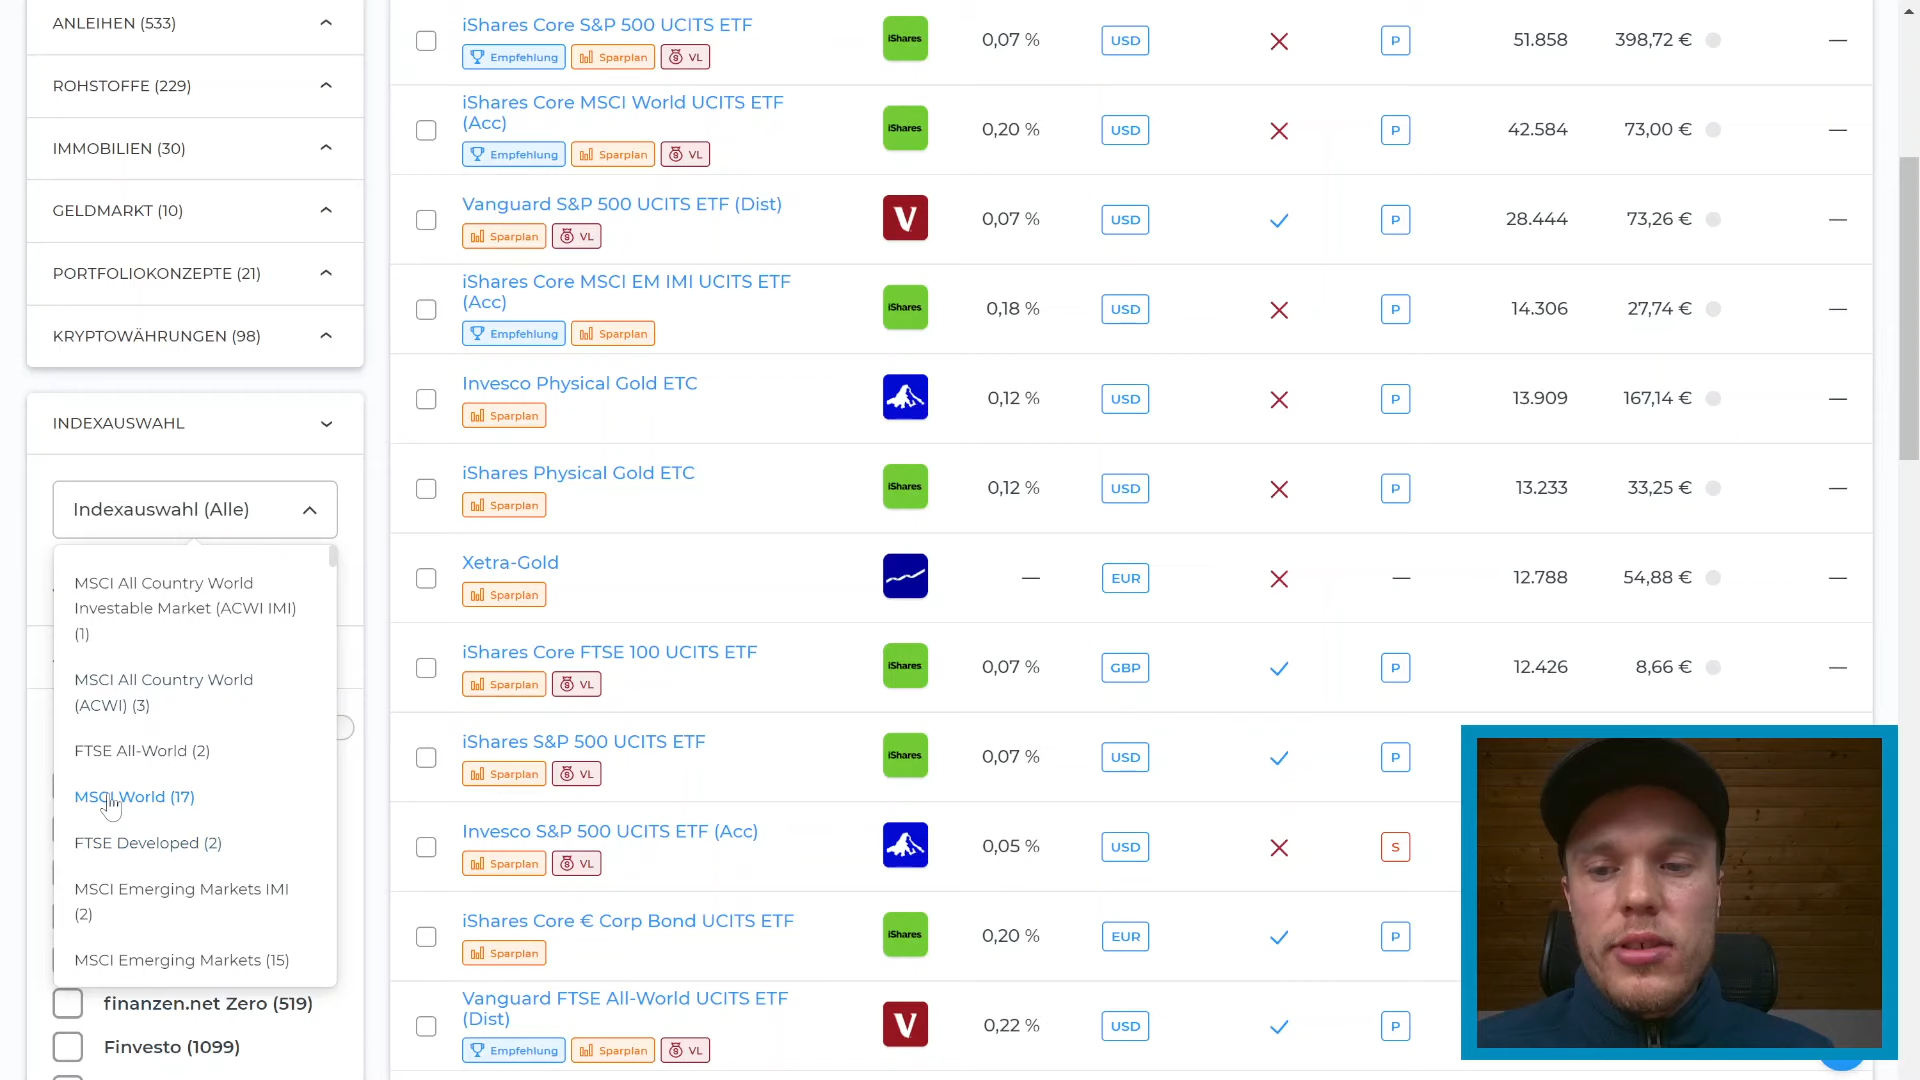 ANLEIHEN (533)
ROHSTOFFE (229)
IMMOBILIEN (30)
GELDMARKT (10)
PORTFOLIOKONZEPTE (21)
KRYPTOWÄHRUNGEN (98)
INDEXAUSWAHL
Indexauswahl (Alle)
MSCI All Country World
Investable Market (ACWI IMI)
(1)
MSCI All Country World
(ACWI) (3)
FTSE All-World (2)
MSCI World (17)
FTSE Developed (2)
MSCI Emerging Markets IMI
(2)
MSCI Emerging Markets (15)
finanzen.net Zero (519)
Finvesto (1099)
iShares Core S&P 500 UCITS ETF
Empfehlung Sparplan VL
iShares 0,07 % USD P 51.858 398,72 € —
iShares Core MSCI World UCITS ETF
(Acc)
Empfehlung Sparplan VL
iShares 0,20 % USD P 42.584 73,00 € —
Vanguard S&P 500 UCITS ETF (Dist)
Sparplan VL
V 0,07 % USD P 28.444 73,26 € —
iShares Core MSCI EM IMI UCITS ETF
(Acc)
Empfehlung Sparplan
iShares 0,18 % USD P 14.306 27,74 € —
Invesco Physical Gold ETC
Sparplan
0,12 % USD P 13.909 167,14 € —
iShares Physical Gold ETC
Sparplan
iShares 0,12 % USD P 13.233 33,25 € —
Xetra-Gold
Sparplan
— EUR — 12.788 54,88 € —
iShares Core FTSE 100 UCITS ETF
Sparplan VL
iShares 0,07 % GBP P 12.426 8,66 € —
iShares S&P 500 UCITS ETF
Sparplan VL
iShares 0,07 % USD P
Invesco S&P 500 UCITS ETF (Acc)
Sparplan VL
0,05 % USD S
iShares Core € Corp Bond UCITS ETF
Sparplan
iShares 0,20 % EUR P
Vanguard FTSE All-World UCITS ETF
(Dist)
Empfehlung Sparplan VL
V 0,22 % USD P